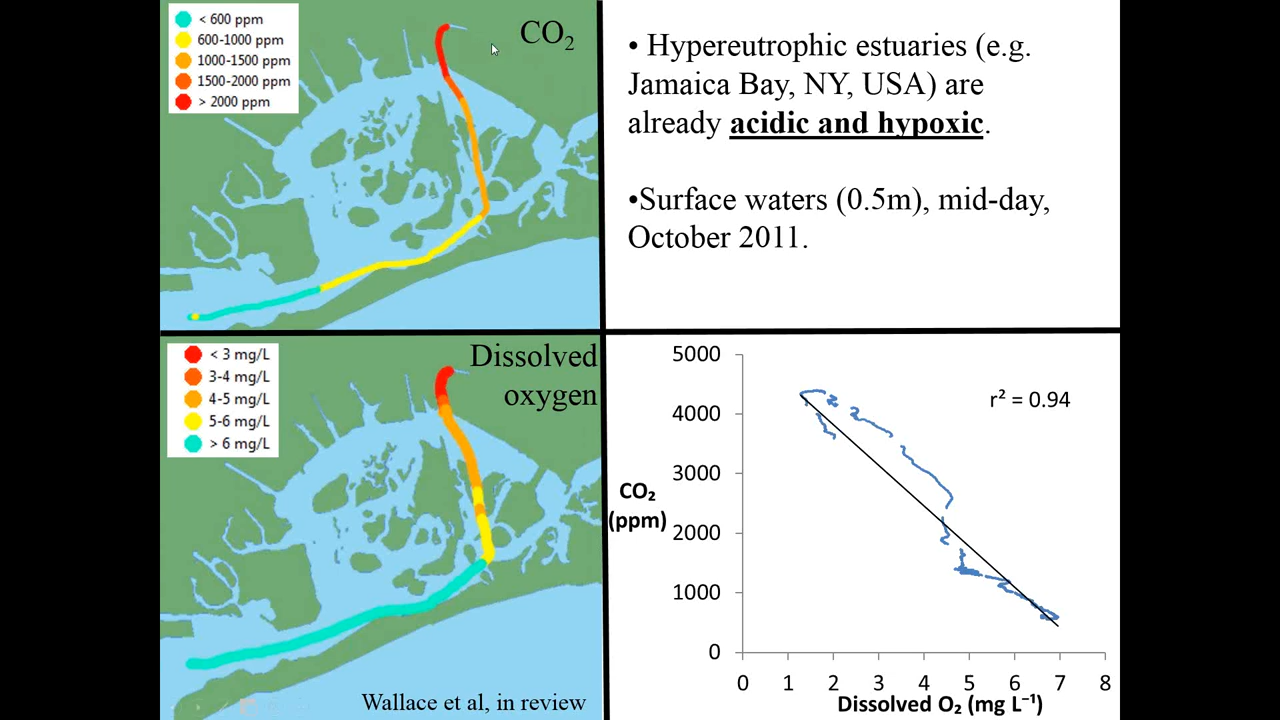 < 600 ppm
600-1000 ppm
1000-1500 ppm
1500-2000 ppm
> 2000 ppm
CO₂
• Hypereutrophic estuaries (e.g.
Jamaica Bay, NY, USA) are
already acidic and hypoxic.
•Surface waters (0.5m), mid-day,
October 2011.
< 3 mg/L
3-4 mg/L
4-5 mg/L
5-6 mg/L
> 6 mg/L
Dissolved
oxygen
Wallace et al, in review
5000
4000
3000
2000
1000
0
CO₂
(ppm)
r² = 0.94
0 1 2 3 4 5 6 7 8
Dissolved O₂ (mg L⁻¹)